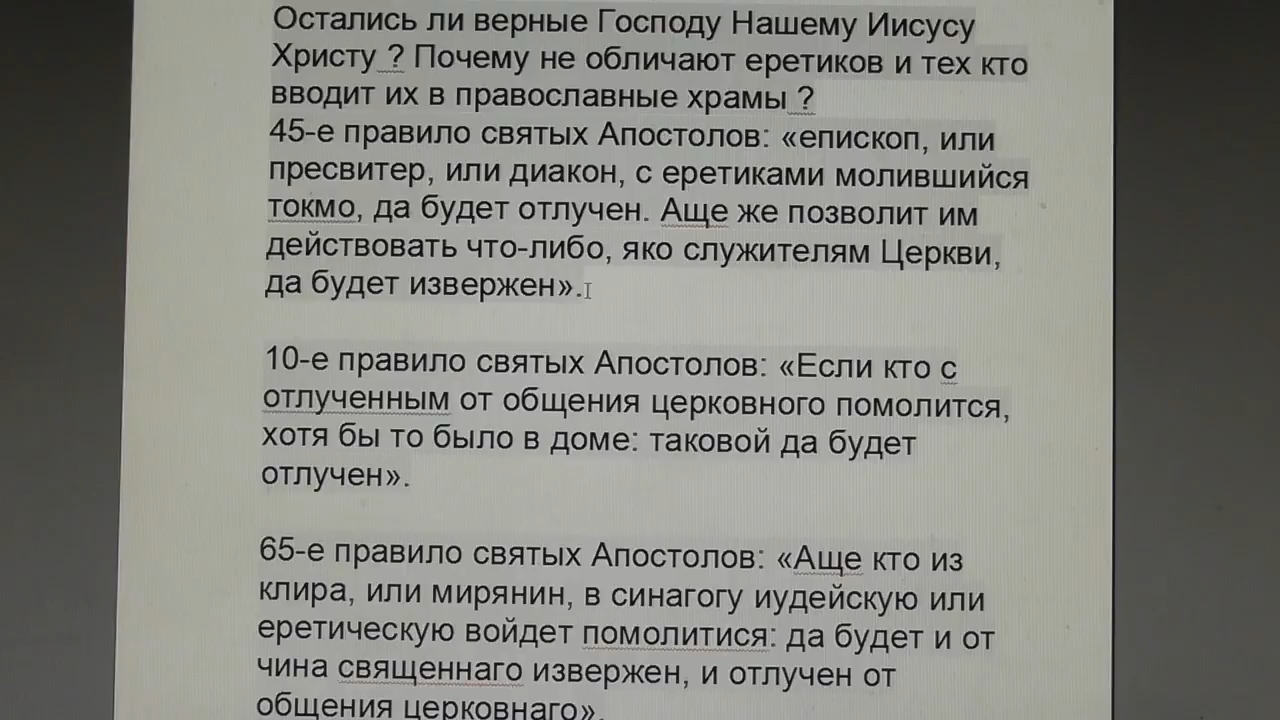 Остались ли верные Господу Нашему Иисусу
Христу ? Почему не обличают еретиков и тех кто
вводит их в православные храмы ?
45-е правило святых Апостолов: «епископ, или
пресвитер, или диакон, с еретиками молившийся
токмо, да будет отлучен. Аще же позволит им
действовать что-либо, яко служителям Церкви,
да будет извержен».
10-е правило святых Апостолов: «Если кто с
отлученным от общения церковного помолится,
хотя бы то было в доме: таковой да будет
отлучен».
65-е правило святых Апостолов: «Аще кто из
клира, или мирянин, в синагогу иудейскую или
еретическую войдет помолитися: да будет и от
чина священнаго извержен, и отлучен от
общения церковнаго».